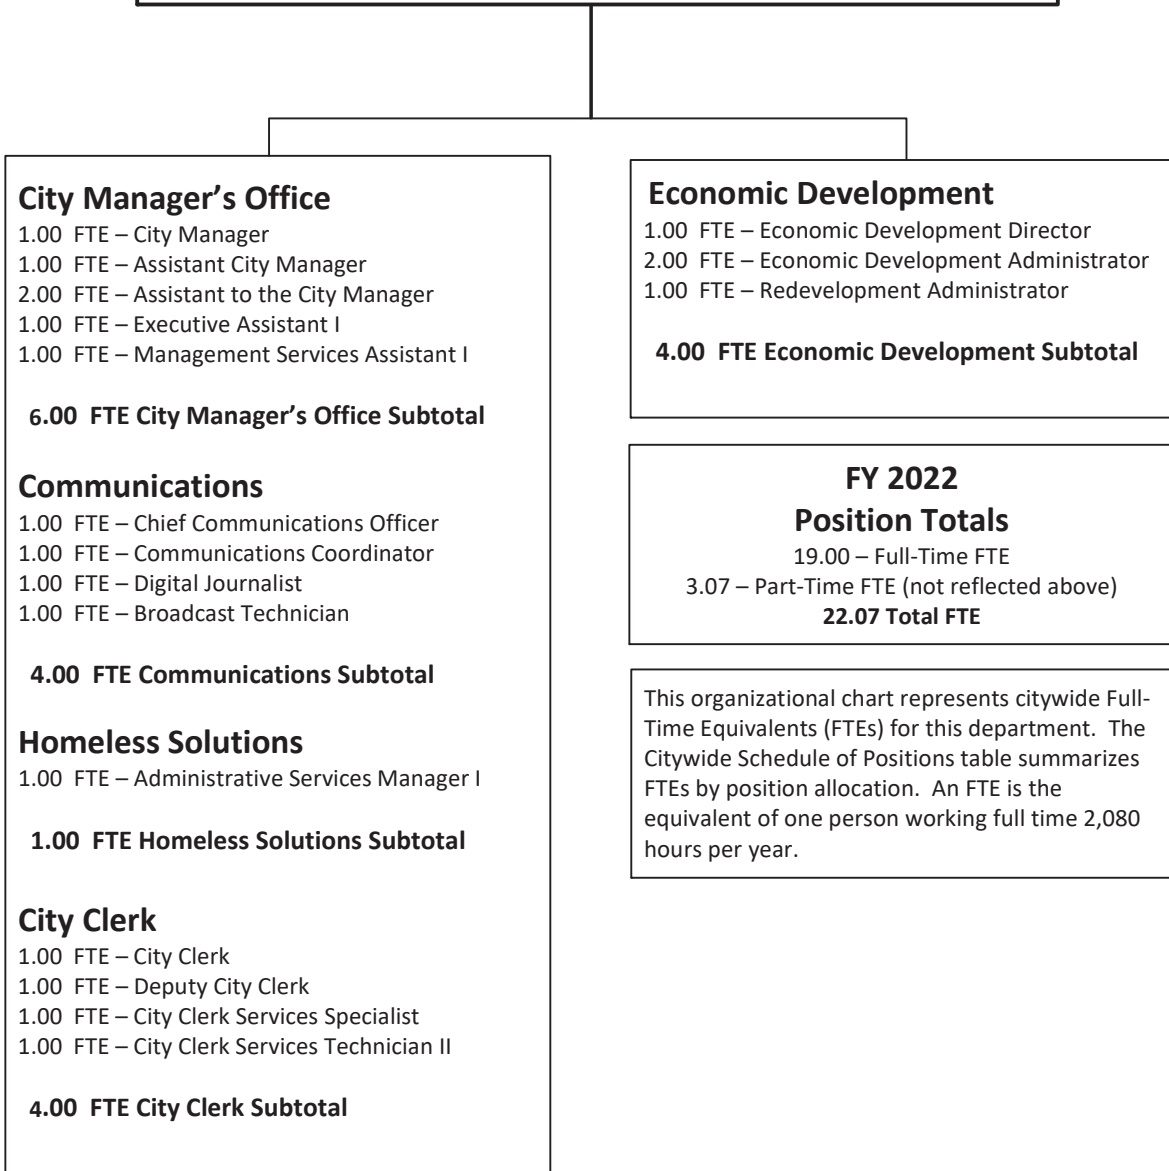 City Manager’s Office
1.00 FTE – City Manager
1.00 FTE – Assistant City Manager
2.00 FTE – Assistant to the City Manager
1.00 FTE – Executive Assistant I
1.00 FTE – Management Services Assistant I
6.00 FTE City Manager’s Office Subtotal
Communications
1.00 FTE – Chief Communications Officer
1.00 FTE – Communications Coordinator
1.00 FTE – Digital Journalist
1.00 FTE – Broadcast Technician
4.00 FTE Communications Subtotal
Homeless Solutions
1.00 FTE – Administrative Services Manager I
1.00 FTE Homeless Solutions Subtotal
City Clerk
1.00 FTE – City Clerk
1.00 FTE – Deputy City Clerk
1.00 FTE – City Clerk Services Specialist
1.00 FTE – City Clerk Services Technician II
4.00 FTE City Clerk Subtotal
Economic Development
1.00 FTE – Economic Development Director
2.00 FTE – Economic Development Administrator
1.00 FTE – Redevelopment Administrator
4.00 FTE Economic Development Subtotal
FY 2022
Position Totals
19.00 – Full-Time FTE
3.07 – Part-Time FTE (not reflected above)
22.07 Total FTE
This organizational chart represents citywide Full-
Time Equivalents (FTEs) for this department. The
Citywide Schedule of Positions table summarizes
FTEs by position allocation. An FTE is the
equivalent of one person working full time 2,080
hours per year.